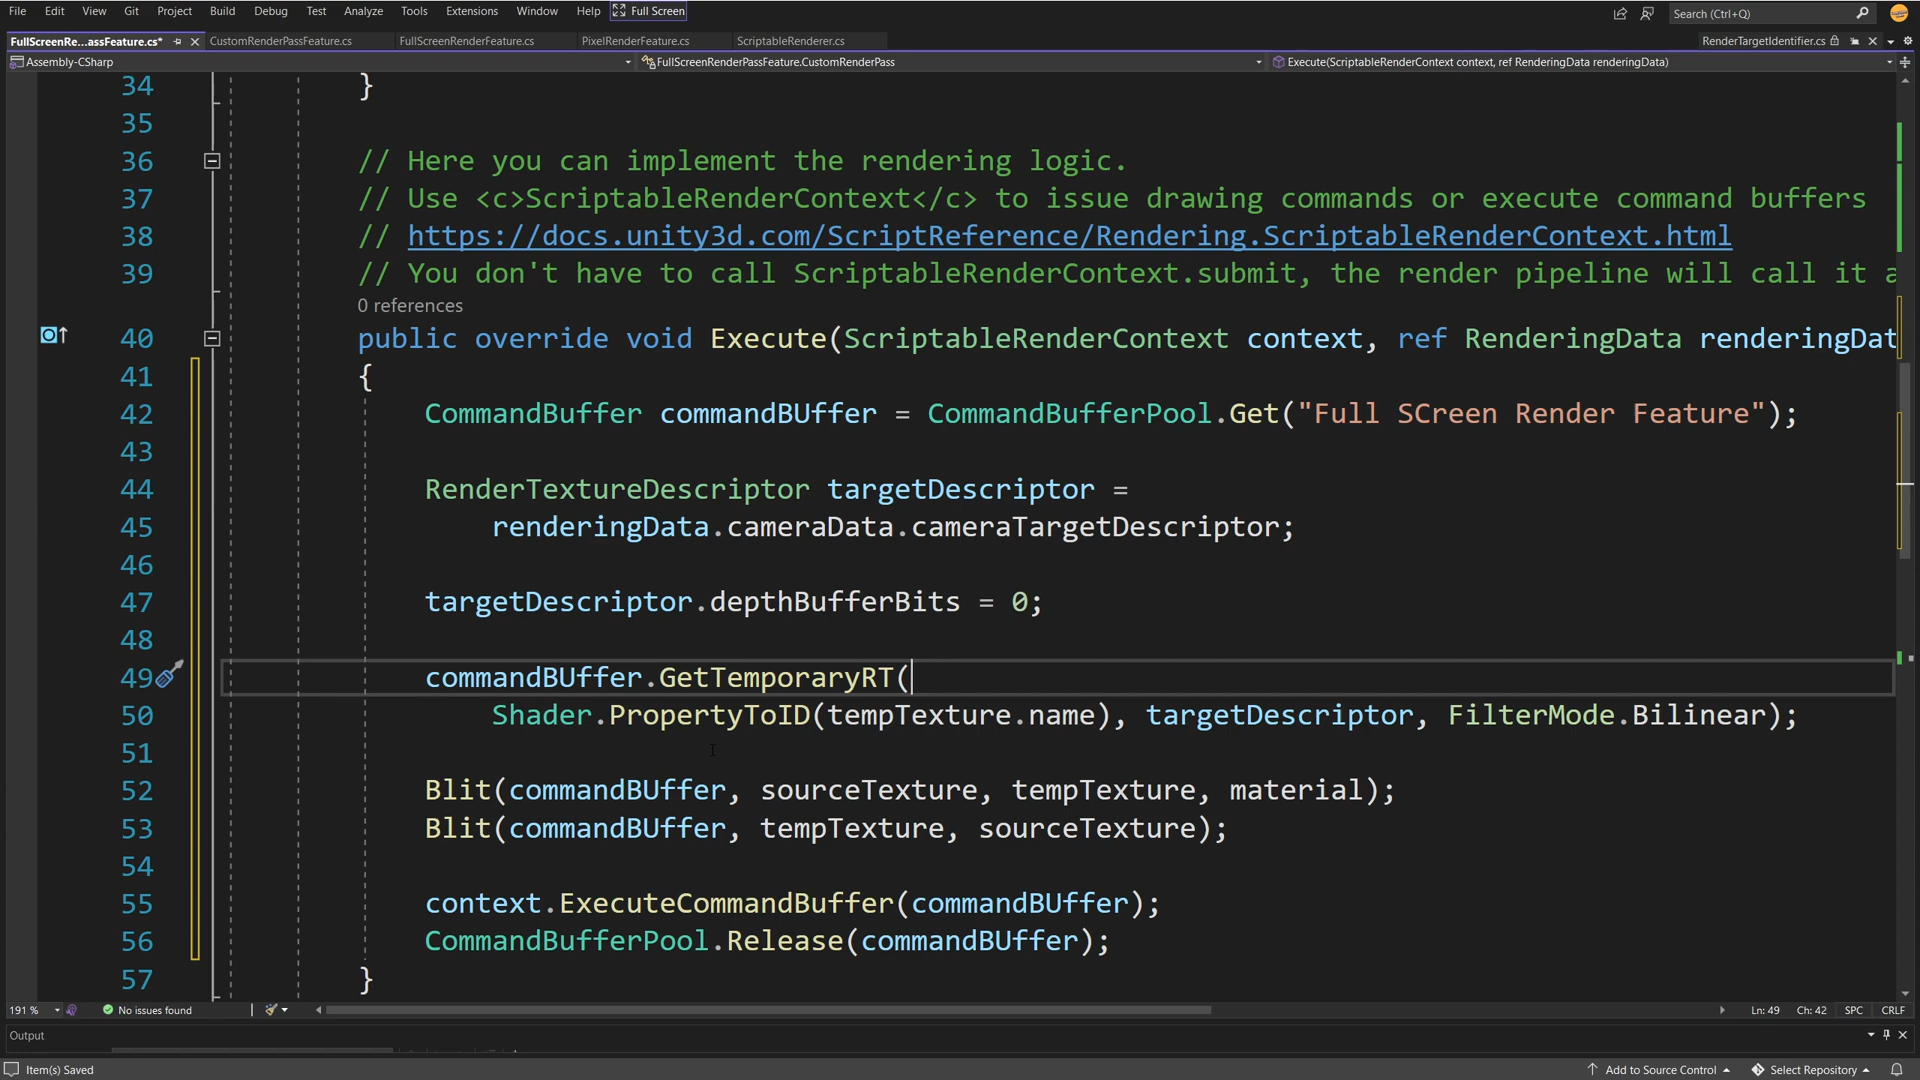 File Edit View Git Project Build Debug Test Analyze Tools Extensions Window Help Full Screen Search (Ctrl+Q)
FullScreenRe...assFeature.cs* CustomRenderPassFeature.cs FullScreenRenderFeature.cs PixelRenderFeature.cs ScriptableRenderer.cs RenderTargetIdentifier.cs
Assembly-CSharp FullScreenRenderPassFeature.CustomRenderPass Execute(ScriptableRenderContext context, ref RenderingData renderingData)
34 }
35
36 // Here you can implement the rendering logic.
37 // Use <c>ScriptableRenderContext</c> to issue drawing commands or execute command buffers
38 // https://docs.unity3d.com/ScriptReference/Rendering.ScriptableRenderContext.html
39 // You don't have to call ScriptableRenderContext.submit, the render pipeline will call it a
0 references
40 public override void Execute(ScriptableRenderContext context, ref RenderingData renderingDat
41 {
42 CommandBuffer commandBUffer = CommandBufferPool.Get("Full SCreen Render Feature");
43
44 RenderTextureDescriptor targetDescriptor =
45 renderingData.cameraData.cameraTargetDescriptor;
46
47 targetDescriptor.depthBufferBits = 0;
48
49 commandBUffer.GetTemporaryRT(
50 Shader.PropertyToID(tempTexture.name), targetDescriptor, FilterMode.Bilinear);
51
52 Blit(commandBUffer, sourceTexture, tempTexture, material);
53 Blit(commandBUffer, tempTexture, sourceTexture);
54
55 context.ExecuteCommandBuffer(commandBUffer);
56 CommandBufferPool.Release(commandBUffer);
57 }
191 % No issues found Ln: 49 Ch: 42 SPC CRLF
Output
Item(s) Saved Add to Source Control Select Repository